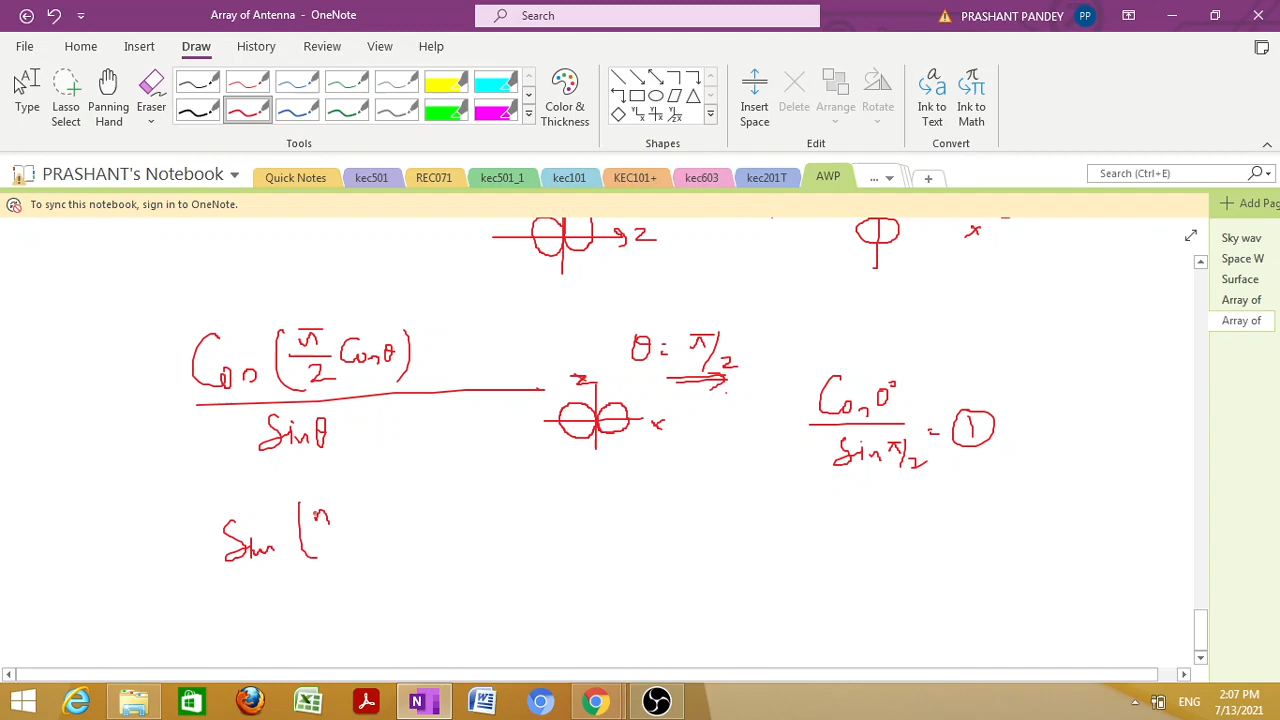 Array of Antenna - OneNote
Search
PRASHANT PANDEY
PP
File Home Insert Draw History Review View Help
Type
Lasso Select
Panning Hand
Eraser
Color & Thickness
Insert Space
Delete
Arrange
Rotate
Ink to Text
Ink to Math
Tools
Shapes
Edit
Convert
PRASHANT's Notebook
Quick Notes kec501 REC071 kec501_1 kec101 KEC101+ kec603 kec201T AWP ...
Search (Ctrl+E)
To sync this notebook, sign in to OneNote.
Add Pag
Sky wav
Space W
Surface
Array of
Array of
Z
x
Cos (π/2 Cosθ)
Sinθ
θ = π/2
z
x
Cos 0°
Sin π/2 = 1
Sin (π
ENG
2:07 PM
7/13/2021